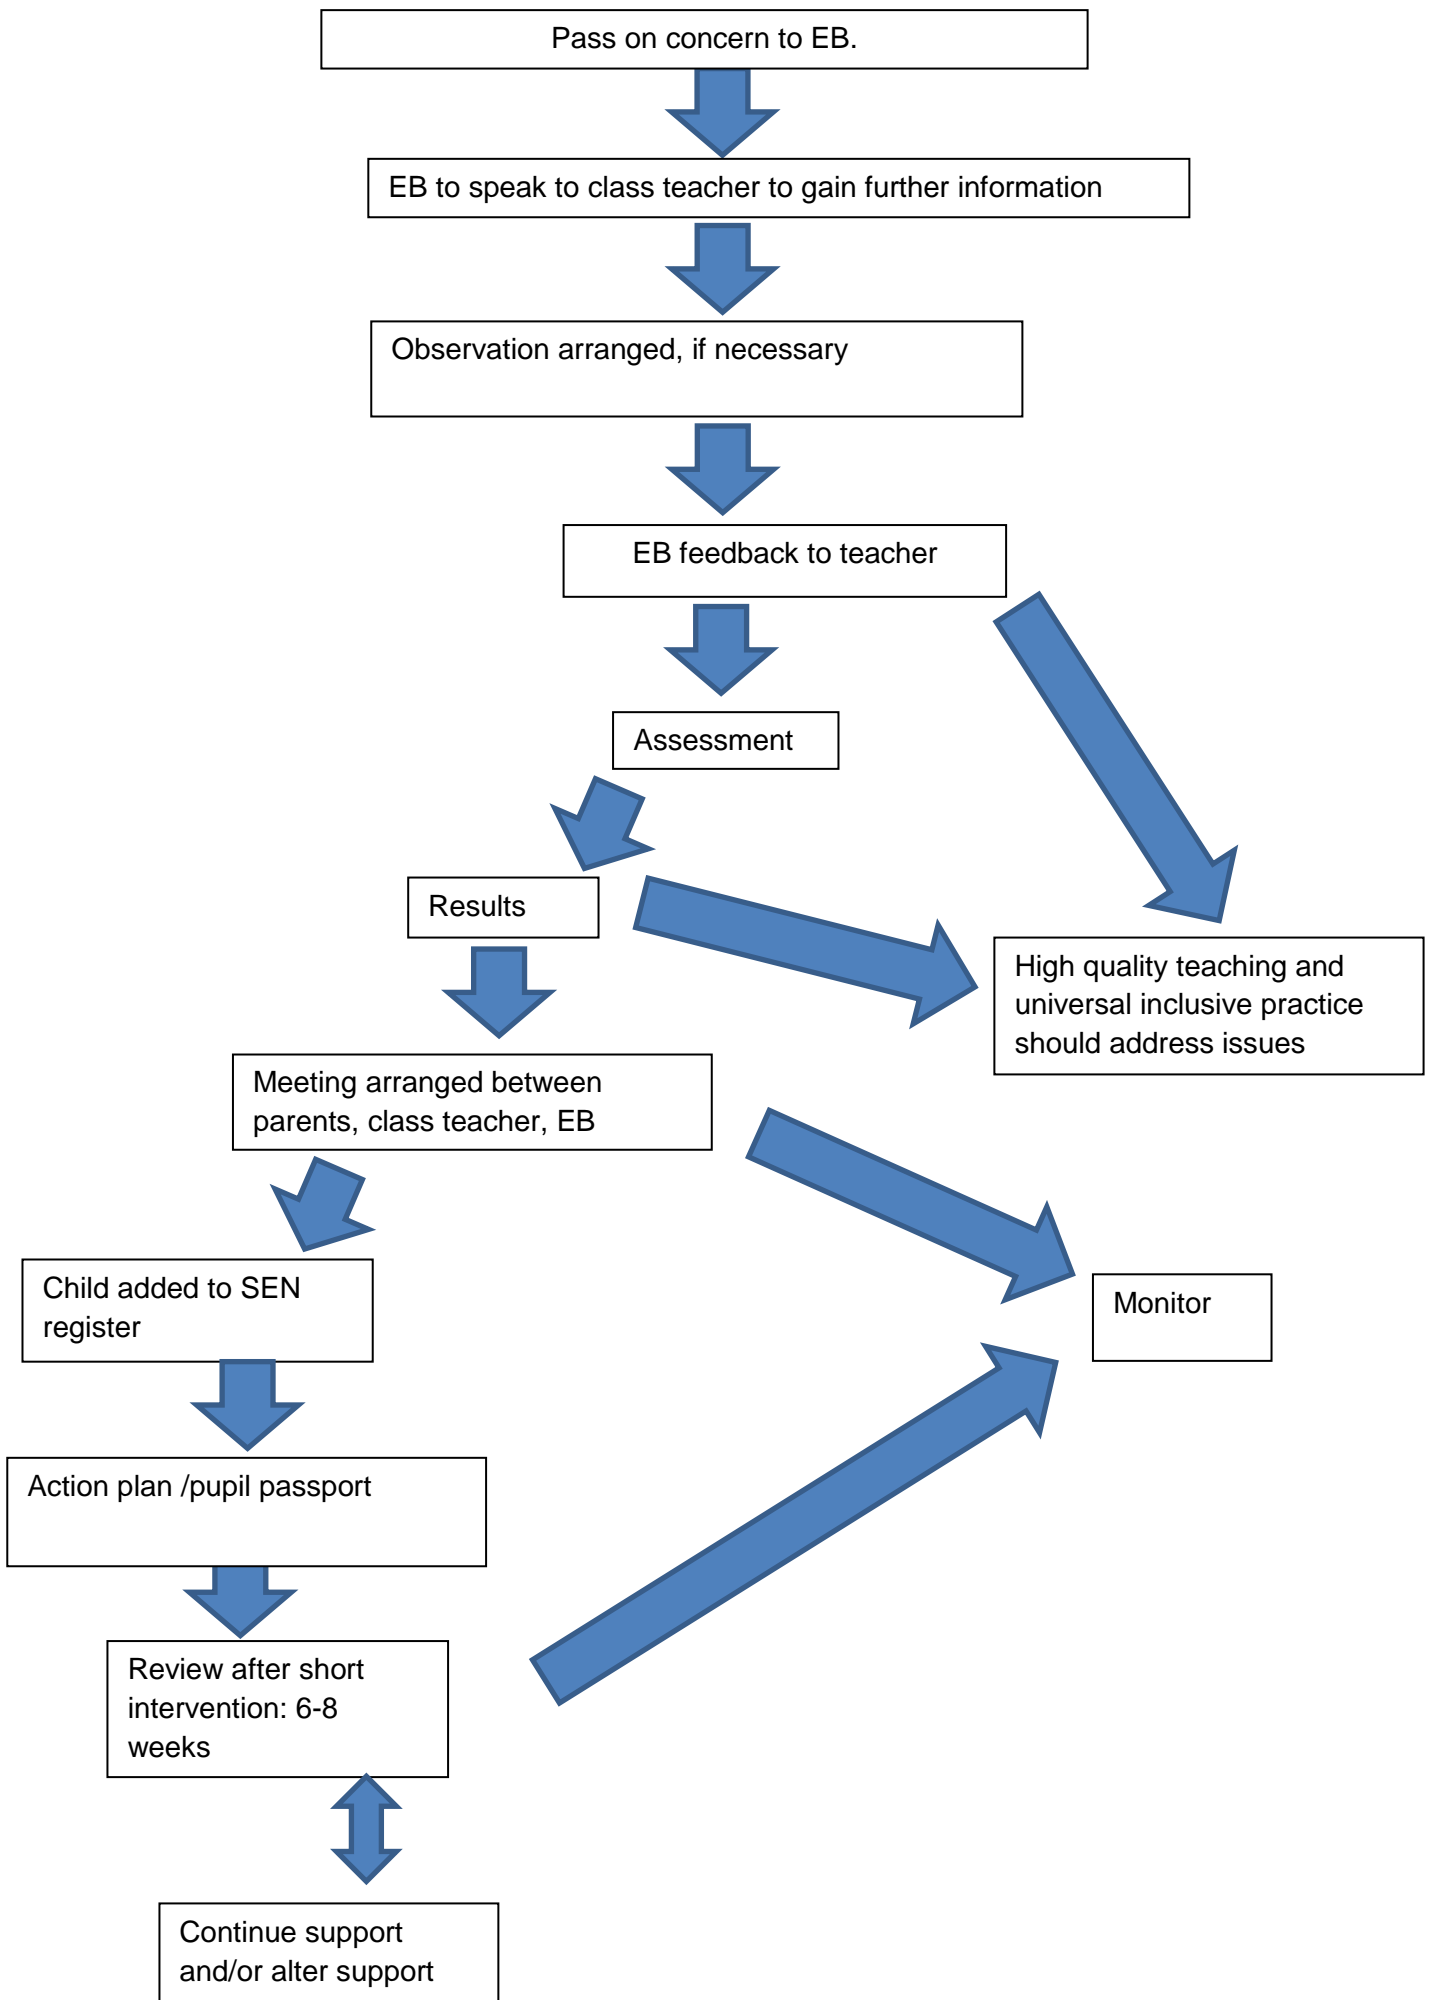 Pass on concern to EB.
EB to speak to class teacher to gain further information
Observation arranged, if necessary
EB feedback to teacher
Assessment
Results
High quality teaching and
universal inclusive practice
should address issues
Meeting arranged between
parents, class teacher, EB
Child added to SEN
register
Monitor
Action plan /pupil passport
Review after short
intervention: 6-8
weeks
Continue support
and/or alter support